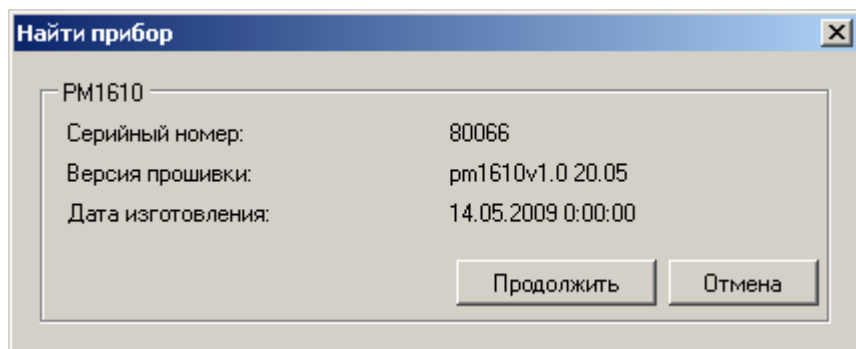 Найти прибор
PM1610
Серийный номер: 80066
Версия прошивки: pm1610v1.0 20.05
Дата изготовления: 14.05.2009 0:00:00
Продолжить Отмена